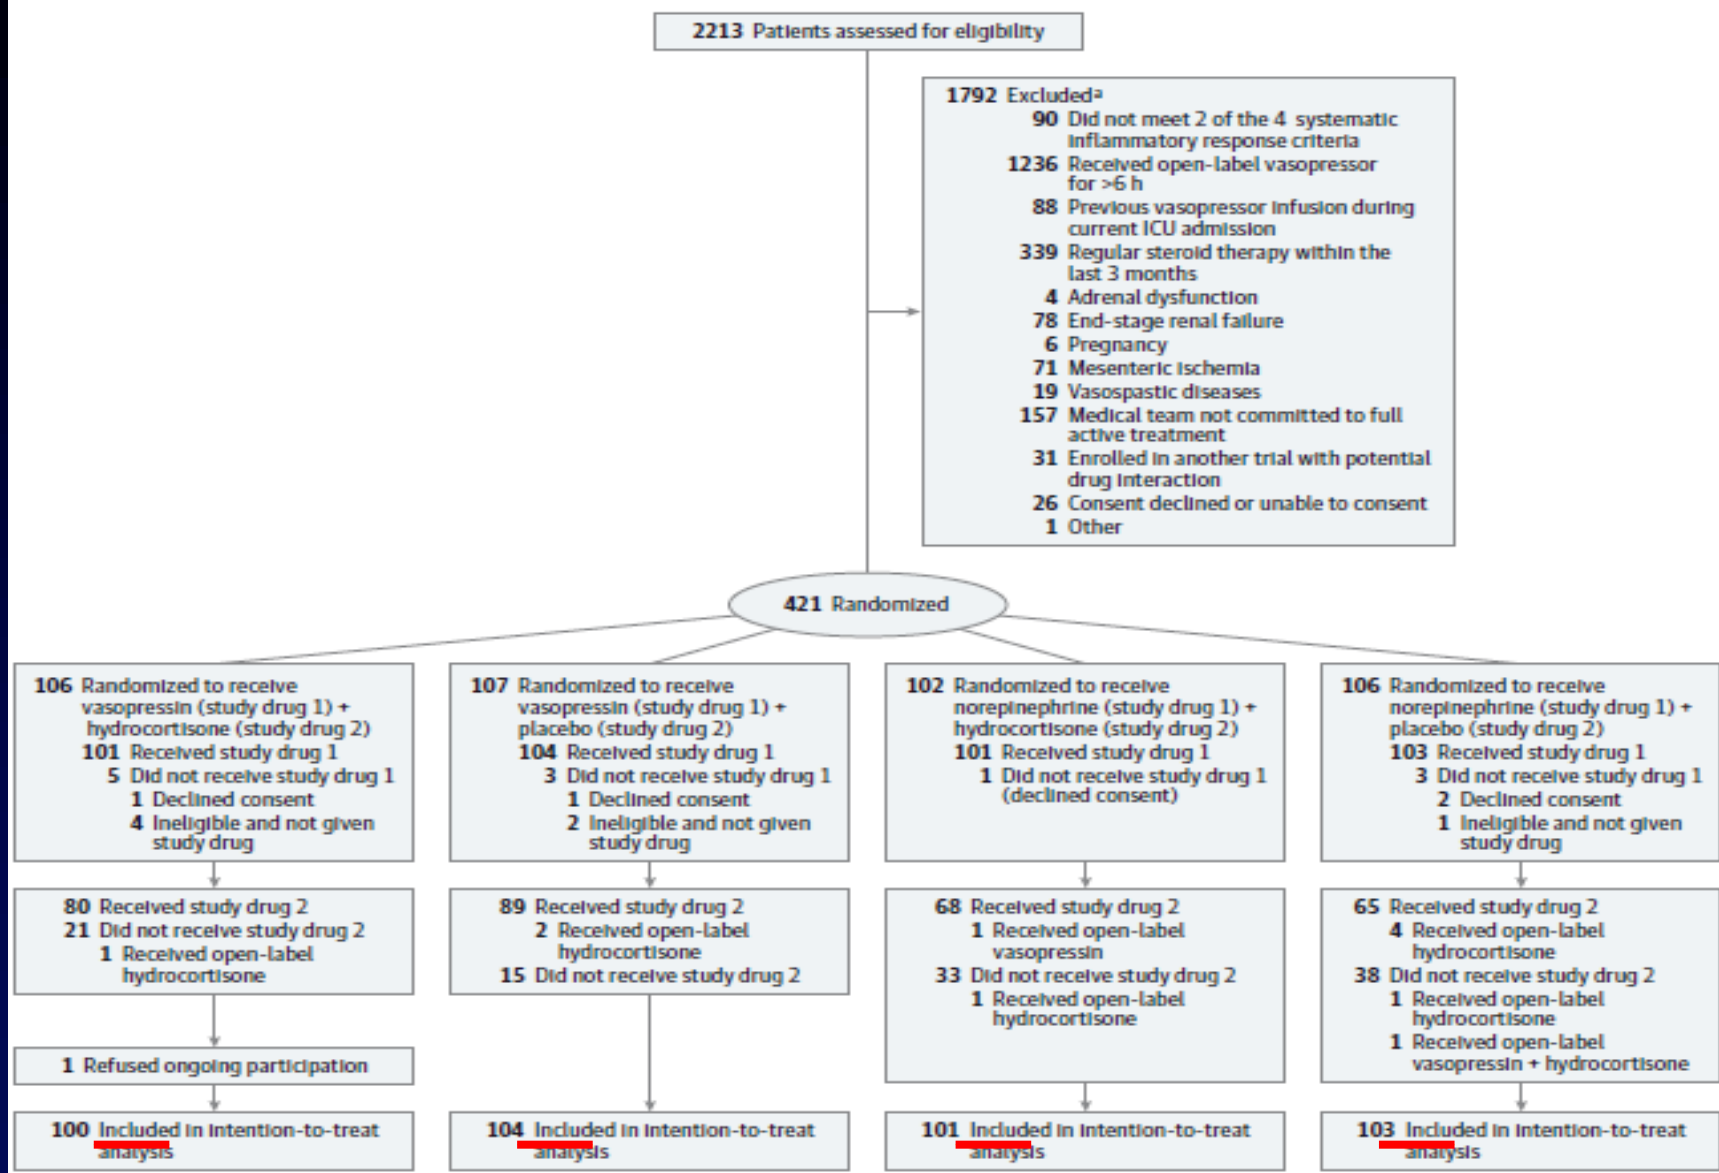 2213 Patients assessed for eligibility
1792 Excludedª
90 Did not meet 2 of the 4 systematic
inflammatory response criteria
1236 Received open-label vasopressor
for >6 h
88 Previous vasopressor infusion during
current ICU admission
339 Regular steroid therapy within the
last 3 months
4 Adrenal dysfunction
78 End-stage renal failure
6 Pregnancy
71 Mesenteric ischemia
19 Vasospastic diseases
157 Medical team not committed to full
active treatment
31 Enrolled in another trial with potential
drug interaction
26 Consent declined or unable to consent
1 Other
421 Randomized
106 Randomized to receive
vasopressin (study drug 1) +
hydrocortisone (study drug 2)
101 Received study drug 1
5 Did not receive study drug 1
1 Declined consent
4 Ineligible and not given
study drug
80 Received study drug 2
21 Did not receive study drug 2
1 Received open-label
hydrocortisone
1 Refused ongoing participation
100 Included in intention-to-treat
analysis
107 Randomized to receive
vasopressin (study drug 1) +
placebo (study drug 2)
104 Received study drug 1
3 Did not receive study drug 1
1 Declined consent
2 Ineligible and not given
study drug
89 Received study drug 2
2 Received open-label
hydrocortisone
15 Did not receive study drug 2
104 Included in intention-to-treat
analysis
102 Randomized to receive
norepinephrine (study drug 1) +
hydrocortisone (study drug 2)
101 Received study drug 1
1 Did not receive study drug 1
(declined consent)
68 Received study drug 2
1 Received open-label
vasopressin
33 Did not receive study drug 2
1 Received open-label
hydrocortisone
101 Included in intention-to-treat
analysis
106 Randomized to receive
norepinephrine (study drug 1) +
placebo (study drug 2)
103 Received study drug 1
3 Did not receive study drug 1
2 Declined consent
1 Ineligible and not given
study drug
65 Received study drug 2
4 Received open-label
hydrocortisone
38 Did not receive study drug 2
1 Received open-label
hydrocortisone
1 Received open-label
vasopressin + hydrocortisone
103 Included in intention-to-treat
analysis